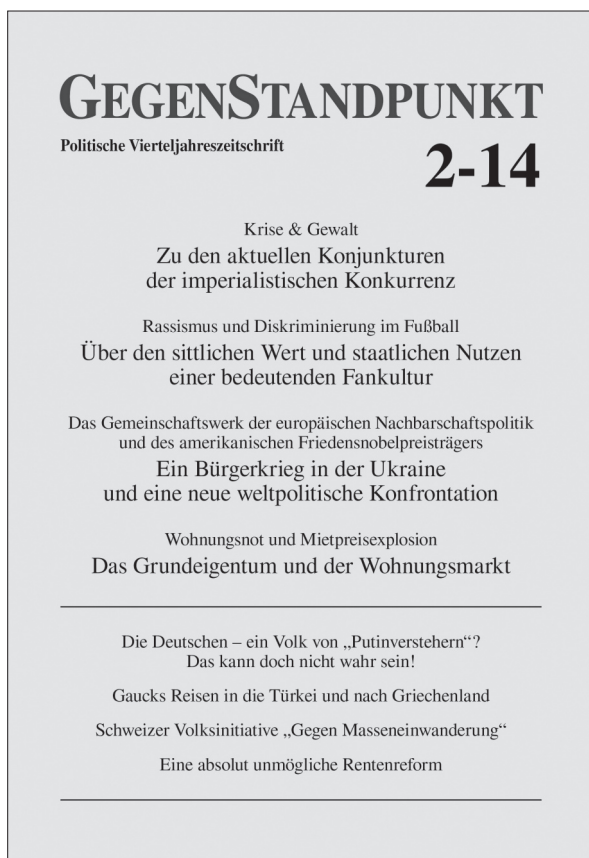 GEGENSTANDPUNKT
Politische Vierteljahreszeitschrift
2-14
Krise & Gewalt
Zu den aktuellen Konjunkturen
der imperialistischen Konkurrenz
Rassismus und Diskriminierung im Fußball
Über den sittlichen Wert und staatlichen Nutzen
einer bedeutenden Fankultur
Das Gemeinschaftswerk der europäischen Nachbarschaftspolitik
und des amerikanischen Friedensnobelpreisträgers
Ein Bürgerkrieg in der Ukraine
und eine neue weltpolitische Konfrontation
Wohnungsnot und Mietpreisexplosion
Das Grundeigentum und der Wohnungsmarkt
Die Deutschen – ein Volk von „Putinverstehern“?
Das kann doch nicht wahr sein!
Gaucks Reisen in die Türkei und nach Griechenland
Schweizer Volksinitiative „Gegen Masseneinwanderung“
Eine absolut unmögliche Rentenreform